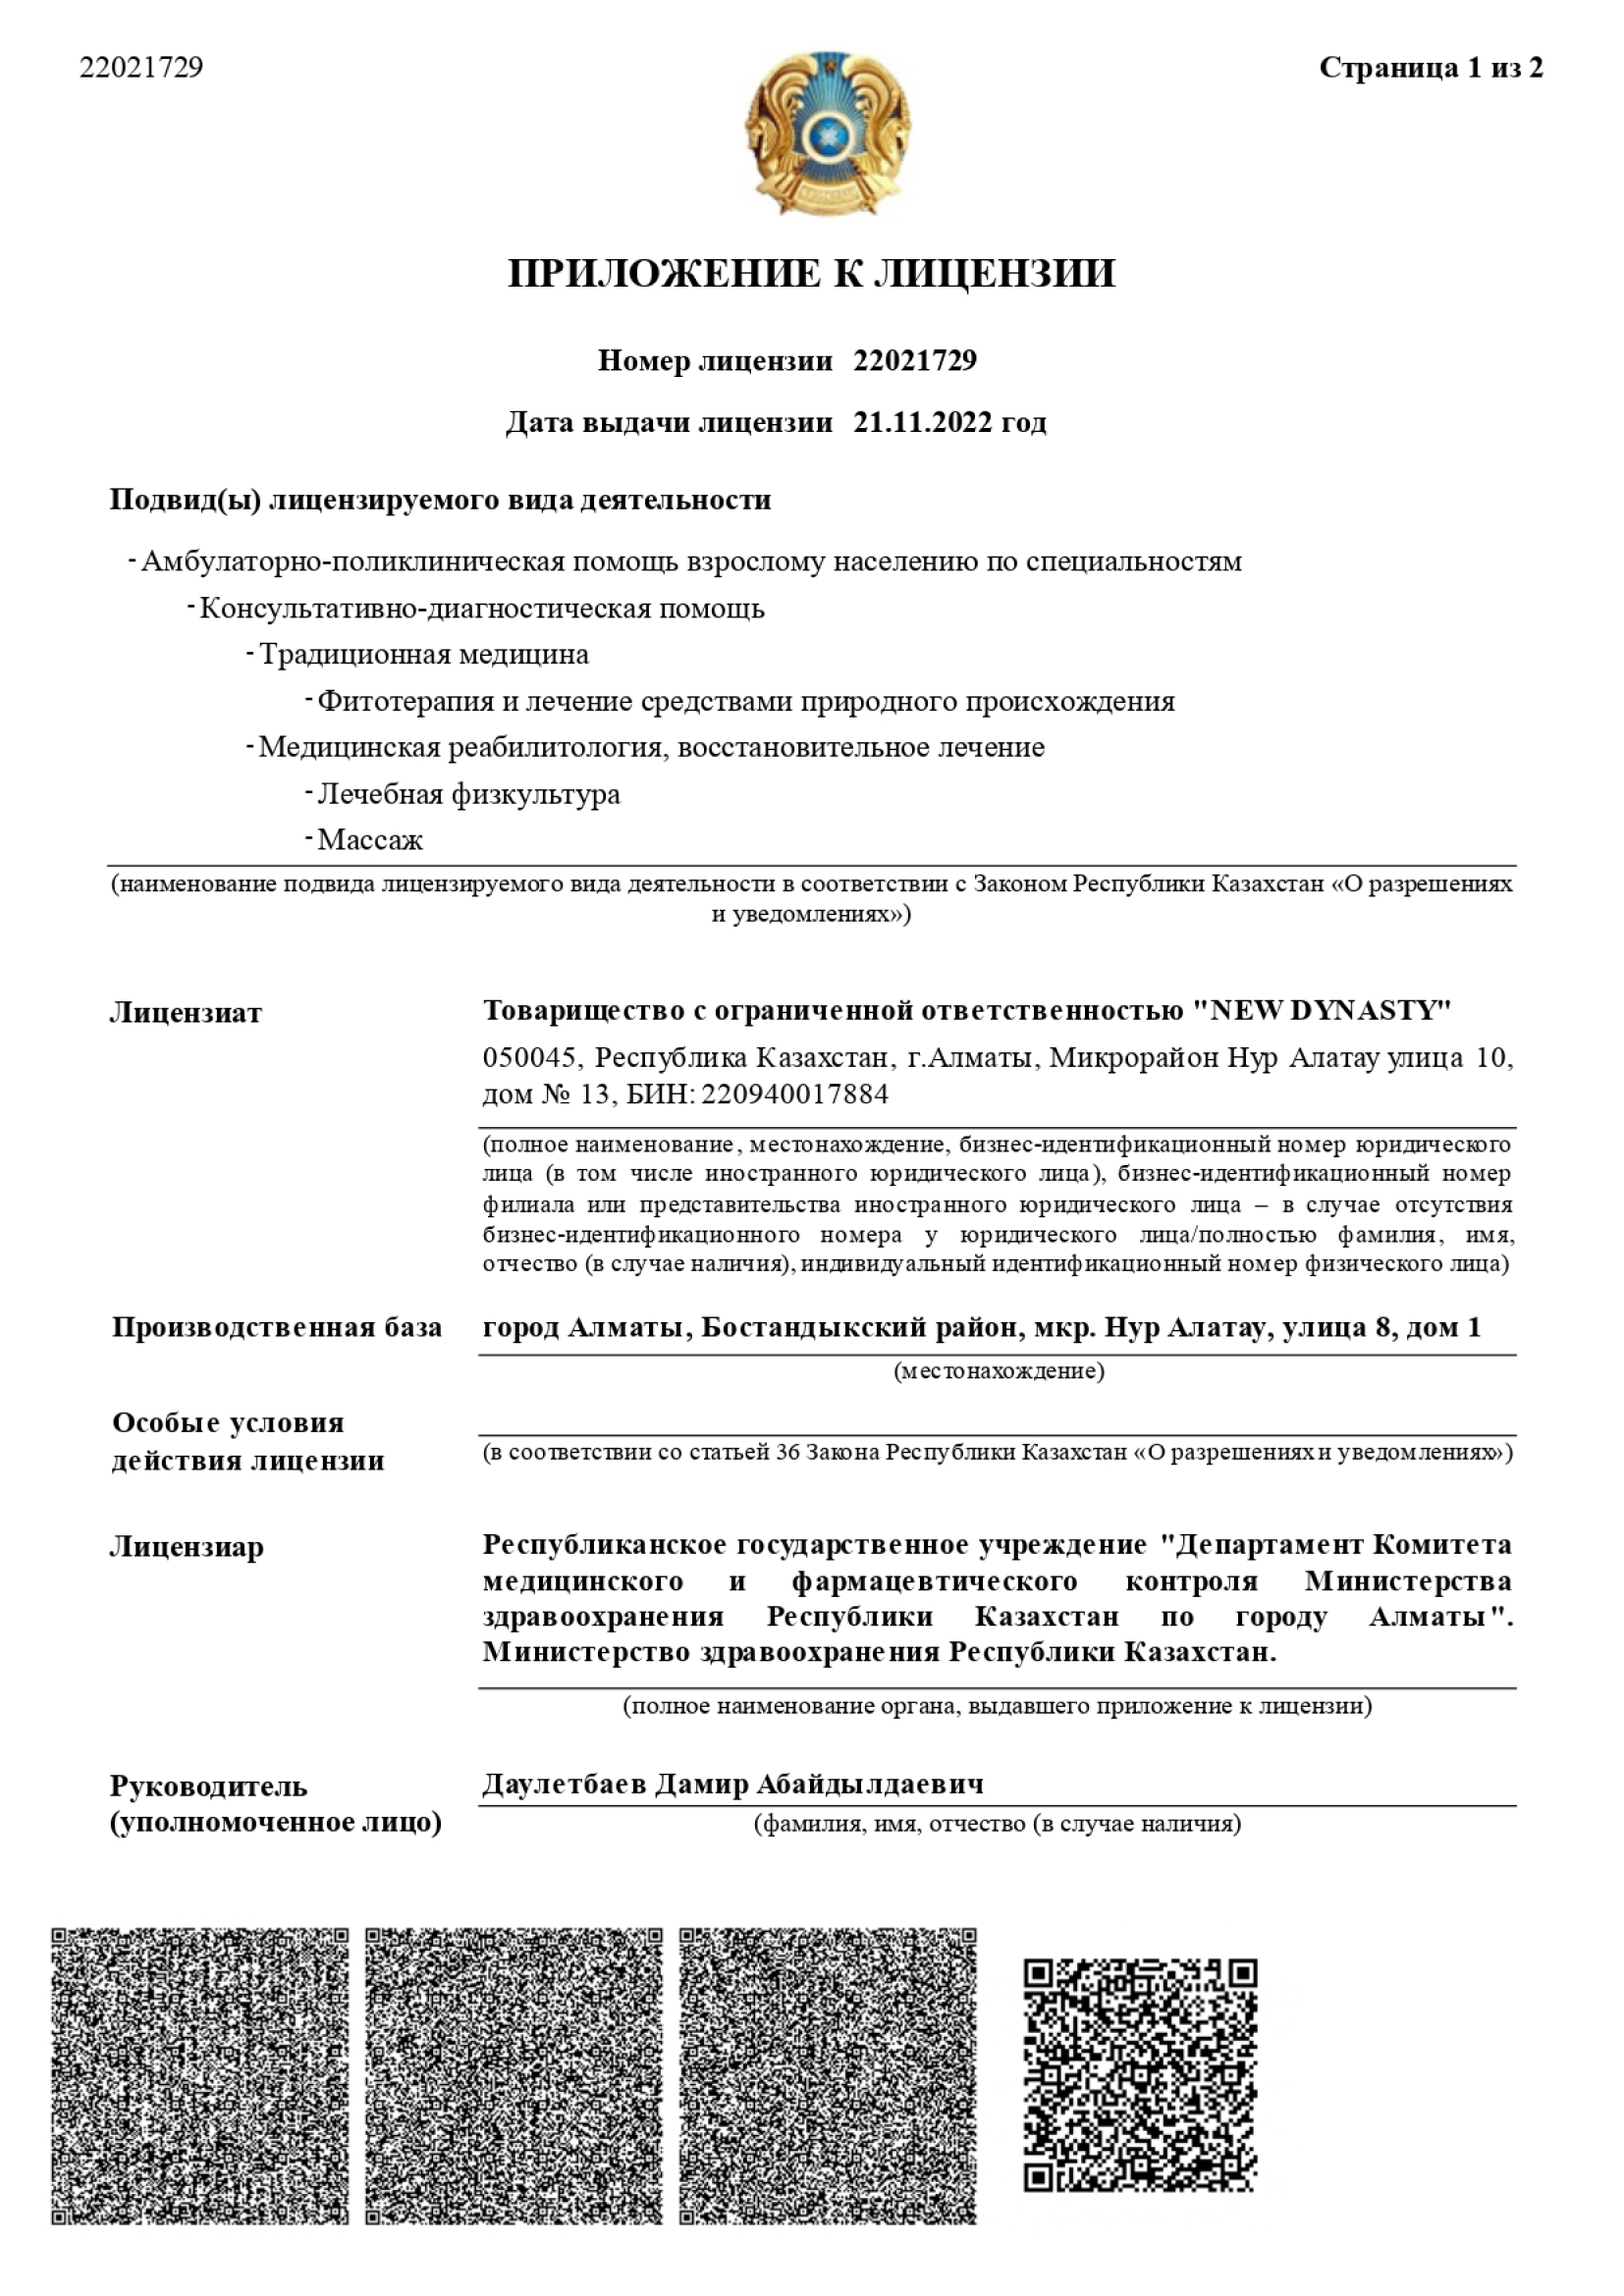 22021729
Страница 1 из 2
ПРИЛОЖЕНИЕ К ЛИЦЕНЗИИ
Номер лицензии 22021729
Дата выдачи лицензии 21.11.2022 год
Подвид(ы) лицензируемого вида деятельности
- Амбулаторно-поликлиническая помощь взрослому населению по специальностям
- Консультативно-диагностическая помощь
- Традиционная медицина
- Фитотерапия и лечение средствами природного происхождения
- Медицинская реабилитология, восстановительное лечение
- Лечебная физкультура
- Массаж
(наименование подвида лицензируемого вида деятельности в соответствии с Законом Республики Казахстан «О разрешениях
и уведомлениях»)
Лицензиат
Товарищество с ограниченной ответственностью "NEW DYNASTY"
050045, Республика Казахстан, г.Алматы, Микрорайон Нур Алатау улица 10,
дом № 13, БИН: 220940017884
(полное наименование, местонахождение, бизнес-идентификационный номер юридического
лица (в том числе иностранного юридического лица), бизнес-идентификационный номер
филиала или представительства иностранного юридического лица – в случае отсутствия
бизнес-идентификационного номера у юридического лица/полностью фамилия, имя,
отчество (в случае наличия), индивидуальный идентификационный номер физического лица)
Производственная база
город Алматы, Бостандыкский район, мкр. Нур Алатау, улица 8, дом 1
(местонахождение)
Особые условия
действия лицензии
(в соответствии со статьей 36 Закона Республики Казахстан «О разрешениях и уведомлениях»)
Лицензиар
Республиканское государственное учреждение "Департамент Комитета
медицинского и фармацевтического контроля Министерства
здравоохранения Республики Казахстан по городу Алматы".
Министерство здравоохранения Республики Казахстан.
(полное наименование органа, выдавшего приложение к лицензии)
Руководитель
(уполномоченное лицо)
Даулетбаев Дамир Абайдылдаевич
(фамилия, имя, отчество (в случае наличия)